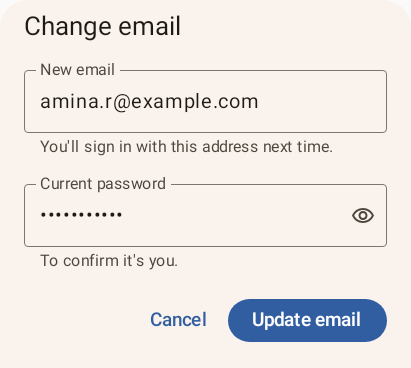 Change email
New email
amina.r@example.com
You'll sign in with this address next time.
Current password
•••••••••••
To confirm it's you.
Cancel
Update email